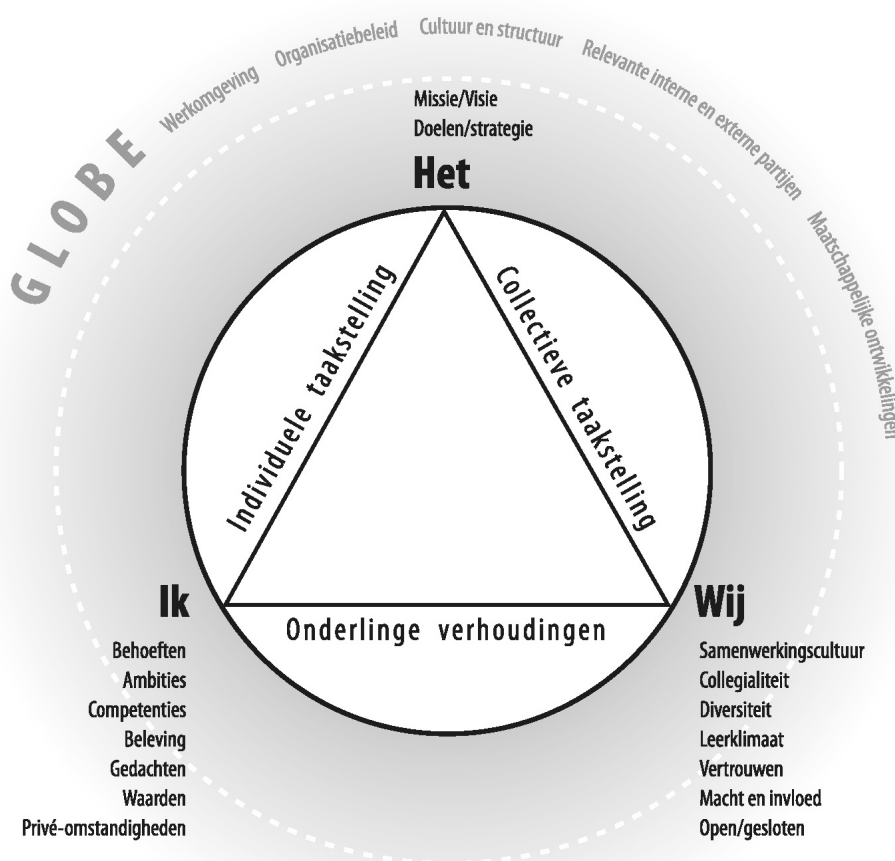 GLOBE
Werkomgeving
Organisatiebeleid
Cultuur en structuur
Relevante interne en externe partijen
Maatschappelijke ontwikkelingen
Missie/Visie
Doelen/strategie
Het
Individuele taakstelling
Collectieve taakstelling
Onderlinge verhoudingen
Ik
Behoeften
Ambities
Competenties
Beleving
Gedachten
Waarden
Privé-omstandigheden
Wij
Samenwerkingscultuur
Collegialiteit
Diversiteit
Leerklimaat
Vertrouwen
Macht en invloed
Open/gesloten